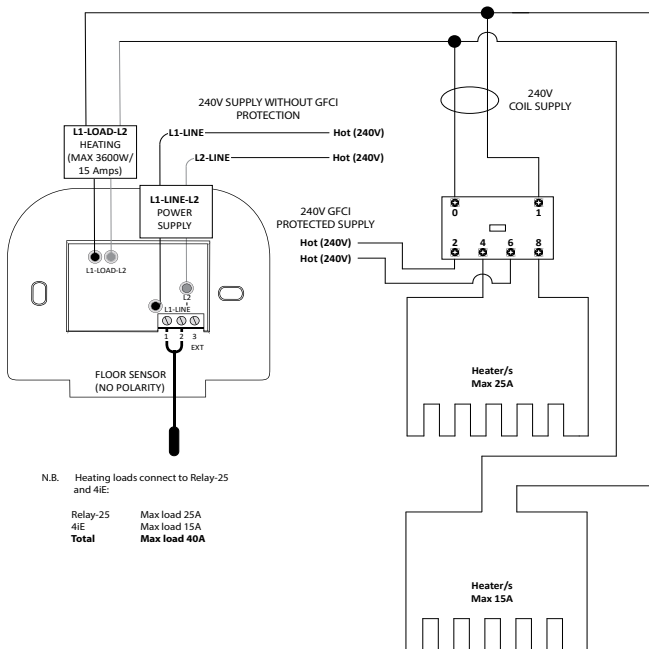 240V SUPPLY WITHOUT GFCI
PROTECTION
L1-LINE
Hot (240V)
L2-LINE
Hot (240V)
240V
COIL SUPPLY
L1-LOAD-L2
HEATING
(MAX 3600W/
15 Amps)
L1-LINE-L2
POWER
SUPPLY
240V GFCI
PROTECTED SUPPLY
Hot (240V)
Hot (240V)
0
1
2
4
6
8
L1-LOAD-L2
L2
L1-LINE
1
2
3
EXT
FLOOR SENSOR
(NO POLARITY)
Heater/s
Max 25A
N.B. Heating loads connect to Relay-25
and 4iE:
Relay-25 Max load 25A
4iE Max load 15A
Total Max load 40A
Heater/s
Max 15A